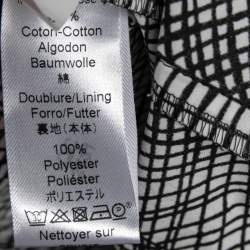 %
Coton-Cotton
Algodon
Baumwolle
綿
Doublure/Lining
Forro/Futter
裏地(本体)
100%
Polyester
Poliéster
ポリエステル
Nettoyer sur